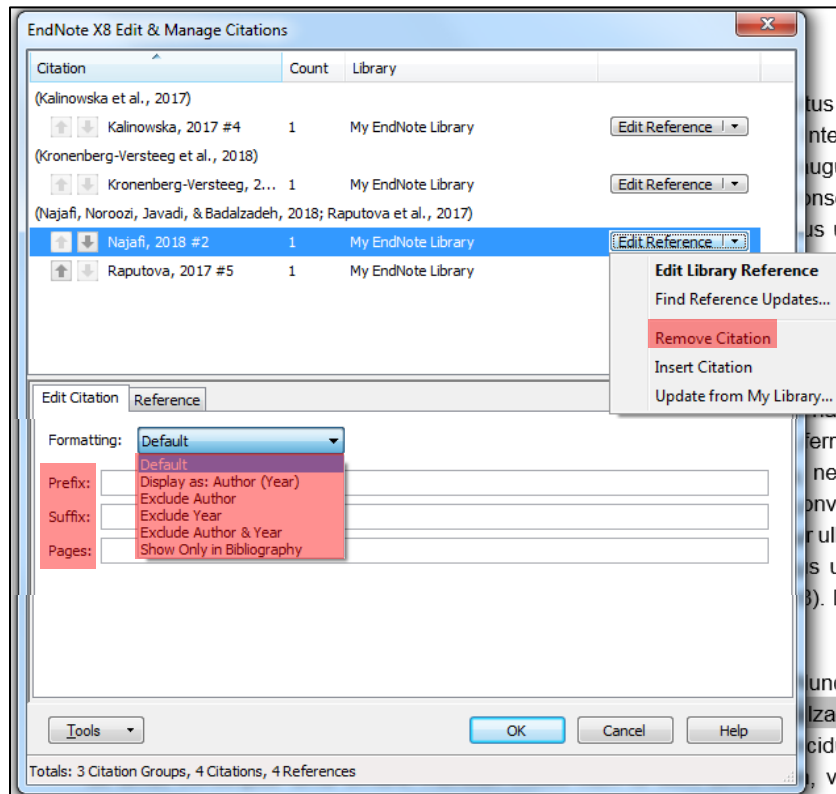 EndNote X8 Edit & Manage Citations
Citation Count Library
(Kalinowska et al., 2017)
Kalinowska, 2017 #4 1 My EndNote Library Edit Reference
(Kronenberg-Versteeg et al., 2018)
Kronenberg-Versteeg, 2... 1 My EndNote Library Edit Reference
(Najafi, Noroozi, Javadi, & Badalzadeh, 2018; Raputova et al., 2017)
Najafi, 2018 #2 1 My EndNote Library Edit Reference
Raputova, 2017 #5 1 My EndNote Library
Edit Library Reference
Find Reference Updates...
Remove Citation
Insert Citation
Update from My Library...
Edit Citation Reference
Formatting: Default
Default
Prefix: Display as: Author (Year)
Exclude Author
Suffix: Exclude Year
Exclude Author & Year
Pages: Show Only in Bibliography
Tools OK Cancel Help
Totals: 3 Citation Groups, 4 Citations, 4 References